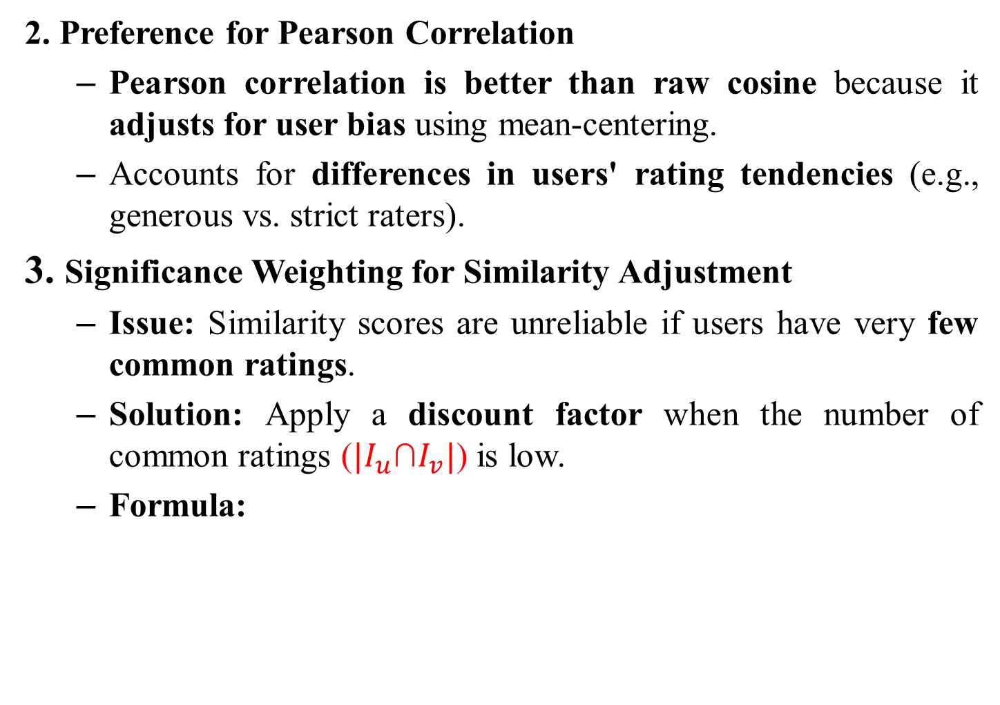 2. Preference for Pearson Correlation
– Pearson correlation is better than raw cosine because it
adjusts for user bias using mean-centering.
– Accounts for differences in users' rating tendencies (e.g.,
generous vs. strict raters).
3. Significance Weighting for Similarity Adjustment
– Issue: Similarity scores are unreliable if users have very few
common ratings.
– Solution: Apply a discount factor when the number of
common ratings (|Iᵤ∩Iᵥ|) is low.
– Formula: